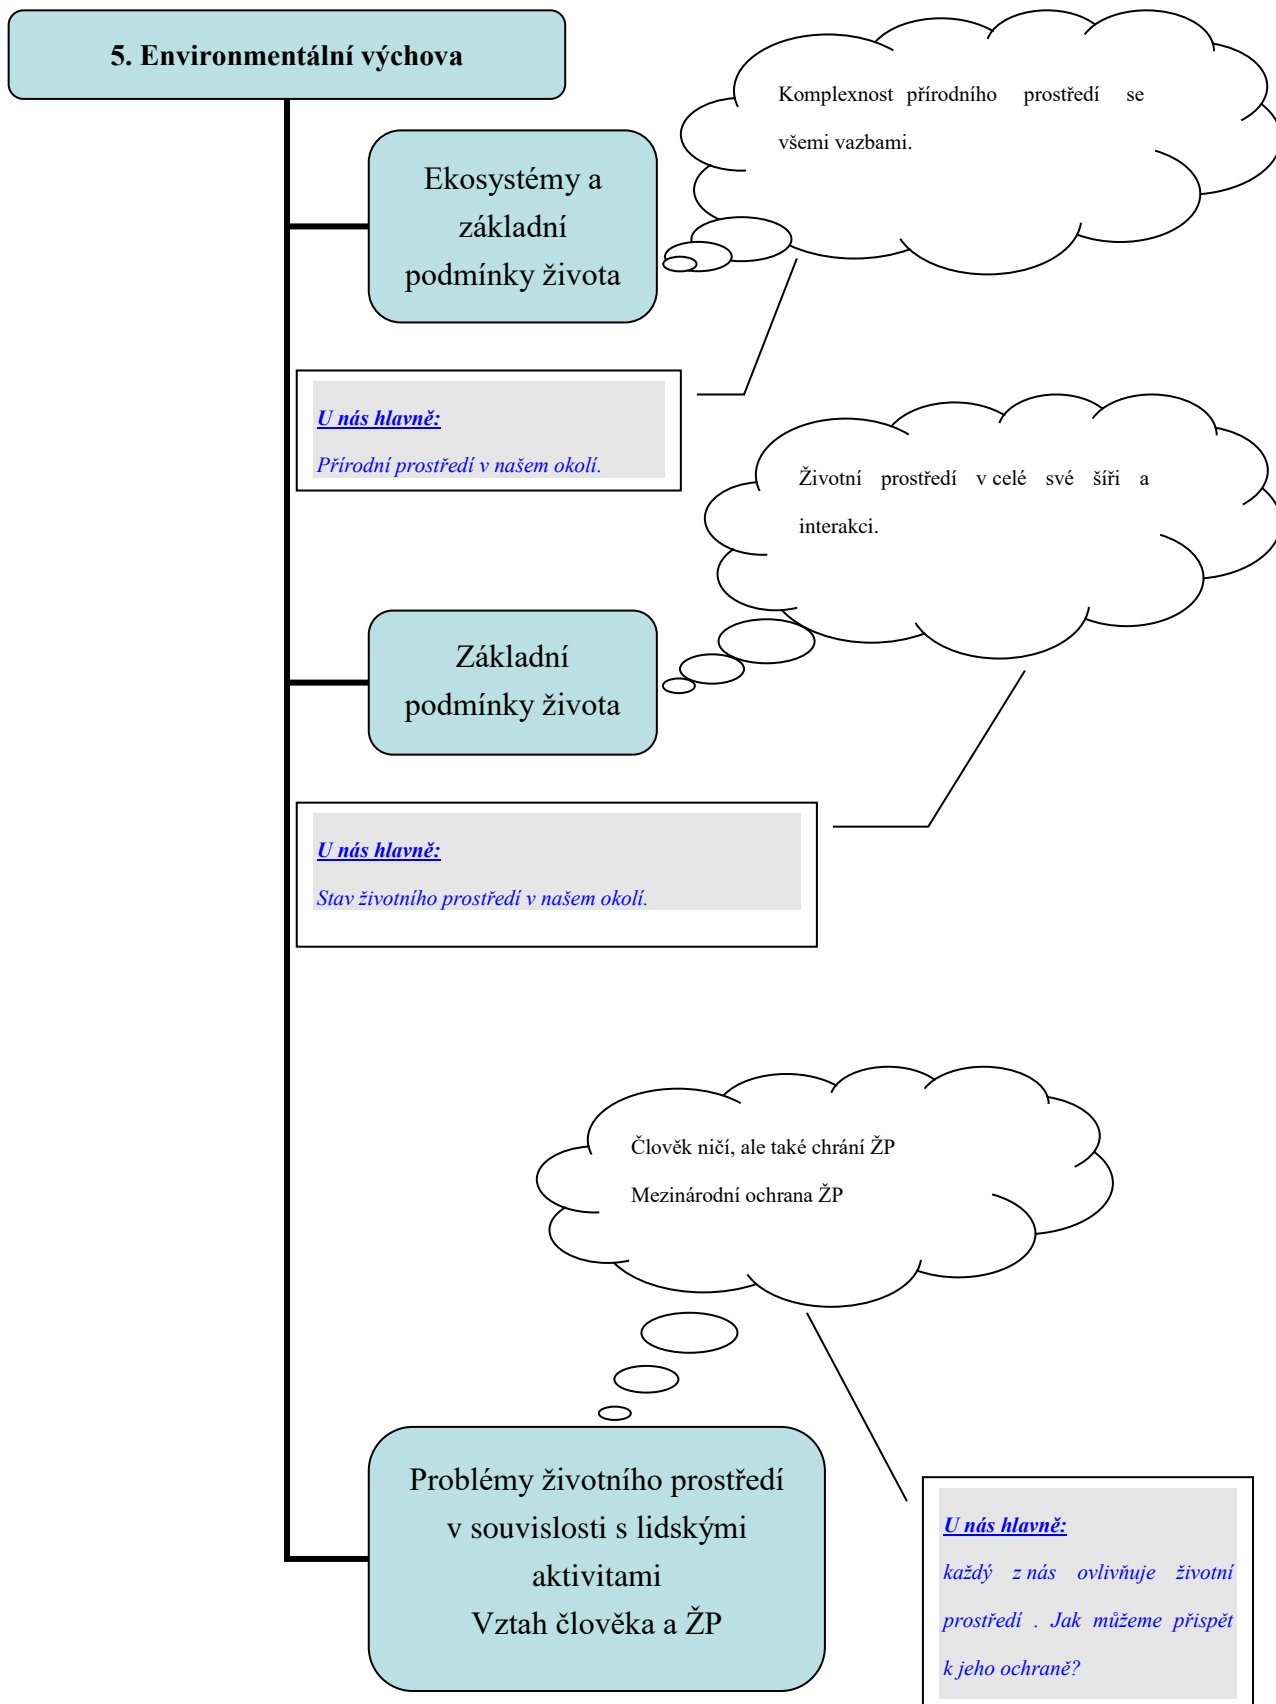 5. Environmentální výchova
Komplexnost přírodního prostředí se
všemi vazbami.
Ekosystémy a
základní
podmínky života
U nás hlavně:
Přírodní prostředí v našem okolí.
Životní prostředí v celé své šíři a
interakci.
Základní
podmínky života
U nás hlavně:
Stav životního prostředí v našem okolí.
Člověk ničí, ale také chrání ŽP
Mezinárodní ochrana ŽP
Problémy životního prostředí
v souvislosti s lidskými
aktivitami
Vztah člověka a ŽP
U nás hlavně:
každý z nás ovlivňuje životní
prostředí . Jak můžeme přispět
k jeho ochraně?